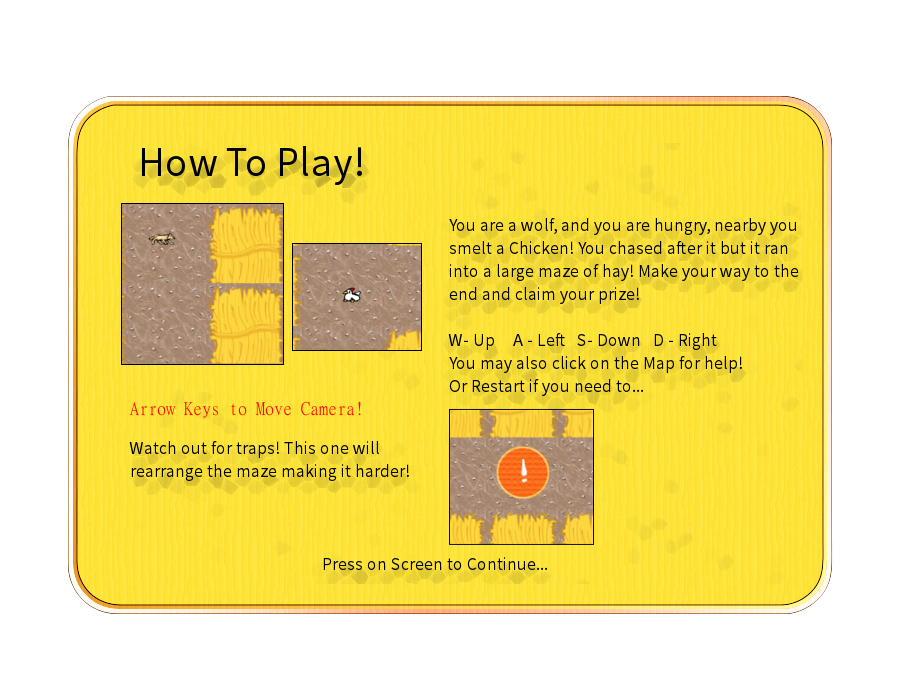 How To Play!
You are a wolf, and you are hungry, nearby you
smelt a Chicken! You chased after it but it ran
into a large maze of hay! Make your way to the
end and claim your prize!
W- Up A - Left S- Down D - Right
You may also click on the Map for help!
Or Restart if you need to...
Arrow Keys to Move Camera!
Watch out for traps! This one will
rearrange the maze making it harder!
!
Press on Screen to Continue...